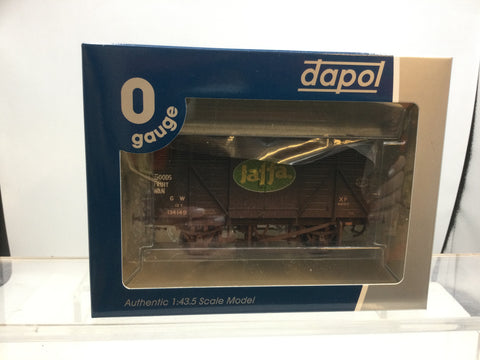 0
gauge
dapol
GOODS
FRUIT
VAN
G W
134149
Jaffa
XP
Authentic 1:43.5 Scale Model